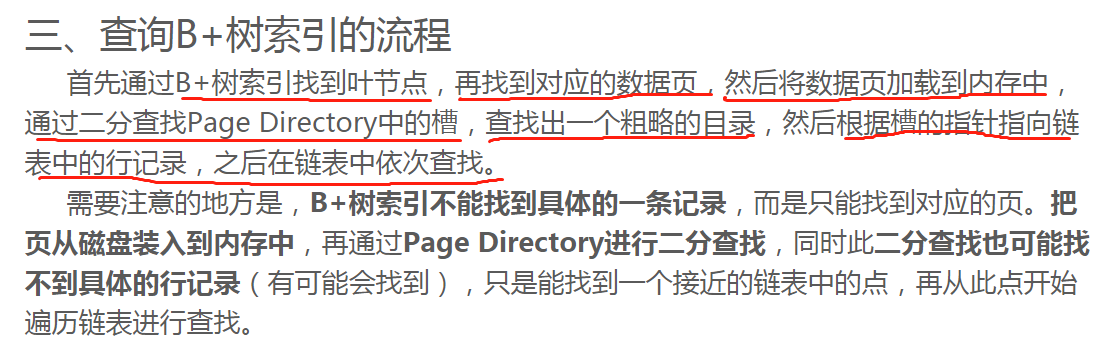 三、查询B+树索引的流程
首先通过B+树索引找到叶节点，再找到对应的数据页，然后将数据页加载到内存中，
通过二分查找Page Directory中的槽，查找出一个粗略的目录，然后根据槽的指针指向链
表中的行记录，之后在链表中依次查找。
需要注意的地方是，B+树索引不能找到具体的一条记录，而是只能找到对应的页。把
页从磁盘装入到内存中，再通过Page Directory进行二分查找，同时此二分查找也可能找
不到具体的行记录（有可能会找到），只是能找到一个接近的链表中的点，再从此点开始
遍历链表进行查找。